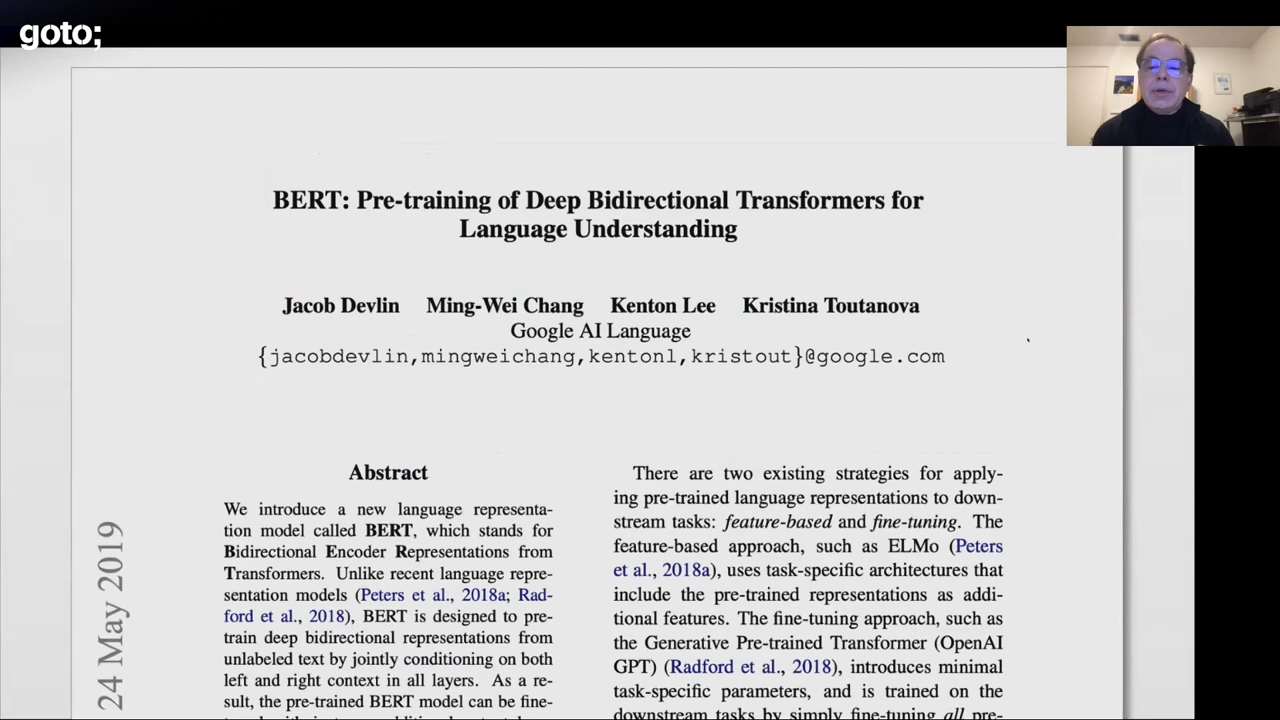 goto;
BERT: Pre-training of Deep Bidirectional Transformers for
Language Understanding
Jacob Devlin Ming-Wei Chang Kenton Lee Kristina Toutanova
Google AI Language
{jacobdevlin,mingweichang,kentonl,kristout}@google.com
Abstract
We introduce a new language representa-
tion model called BERT, which stands for
Bidirectional Encoder Representations from
Transformers. Unlike recent language repre-
sentation models (Peters et al., 2018a; Rad-
ford et al., 2018), BERT is designed to pre-
train deep bidirectional representations from
unlabeled text by jointly conditioning on both
left and right context in all layers. As a re-
sult, the pre-trained BERT model can be fine-
There are two existing strategies for apply-
ing pre-trained language representations to down-
stream tasks: feature-based and fine-tuning. The
feature-based approach, such as ELMo (Peters
et al., 2018a), uses task-specific architectures that
include the pre-trained representations as addi-
tional features. The fine-tuning approach, such as
the Generative Pre-trained Transformer (OpenAI
GPT) (Radford et al., 2018), introduces minimal
task-specific parameters, and is trained on the
downstream tasks by simply fine-tuning all pre-
24 May 2019